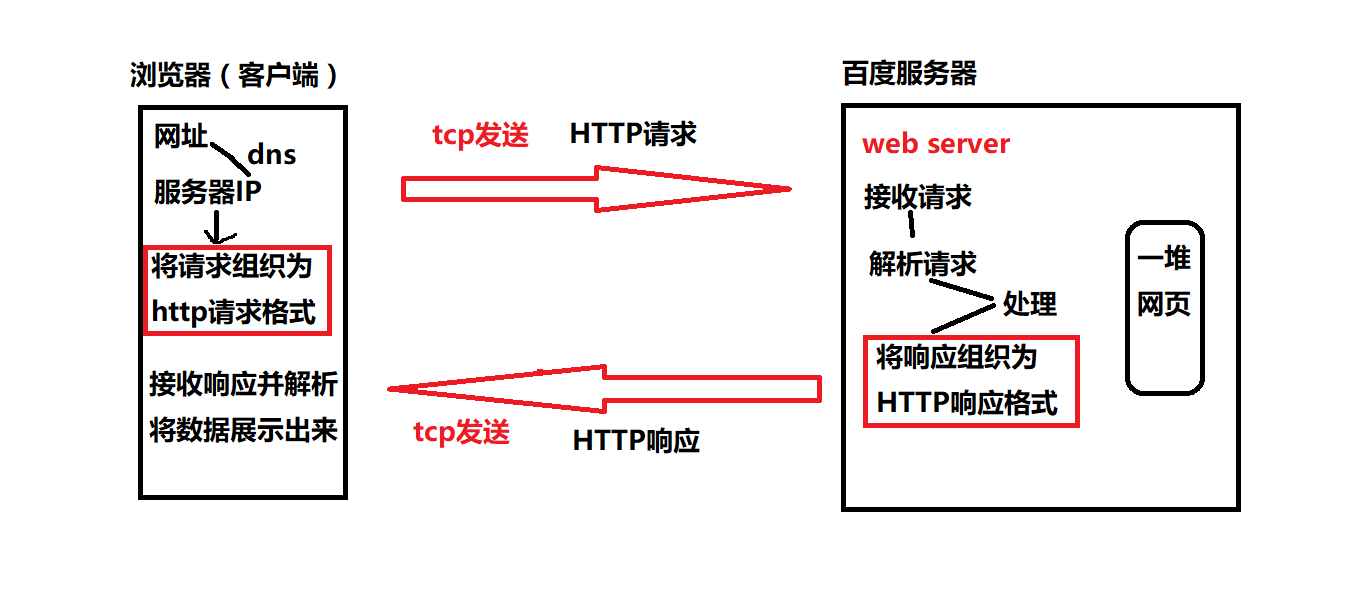 浏览器（客户端）
网址
dns
服务器IP
将请求组织为
http请求格式
接收响应并解析
将数据展示出来
tcp发送 HTTP请求
tcp发送
HTTP响应
百度服务器
web server
接收请求
解析请求
处理
将响应组织为
HTTP响应格式
一堆
网页